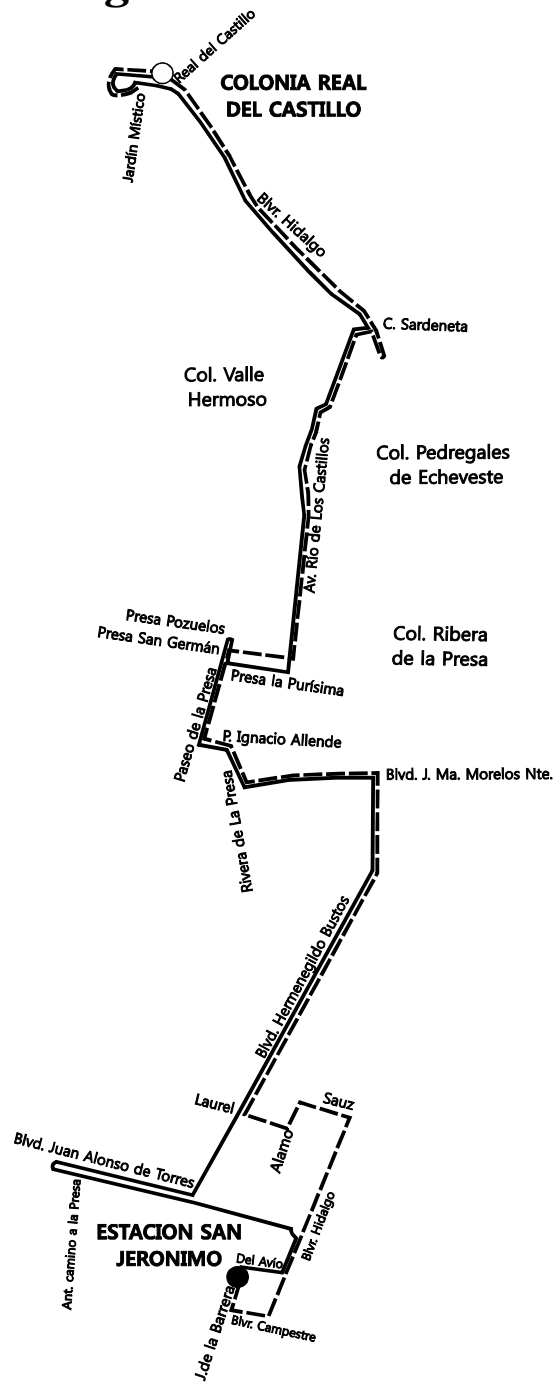 g
Real del Castillo
COLONIA REAL
DEL CASTILLO
Jardín Místico
Blvr. Hidalgo
C. Sardeneta
Col. Valle
Hermoso
Col. Pedregales
de Echeveste
Av. Río de Los Castillos
Presa Pozuelos
Presa San Germán
Col. Ribera
de la Presa
Presa la Purísima
Paseo de la Presa
P. Ignacio Allende
Blvd. J. Ma. Morelos Nte.
Rivera de La Presa
Blvd. Hermenegildo Bustos
Laurel
Sauz
Alamo
Blvd. Juan Alonso de Torres
Ant. camino a la Presa
Blvr. Hidalgo
ESTACION SAN
JERONIMO
Del Avío
J.de la Barrera
Blvr. Campestre